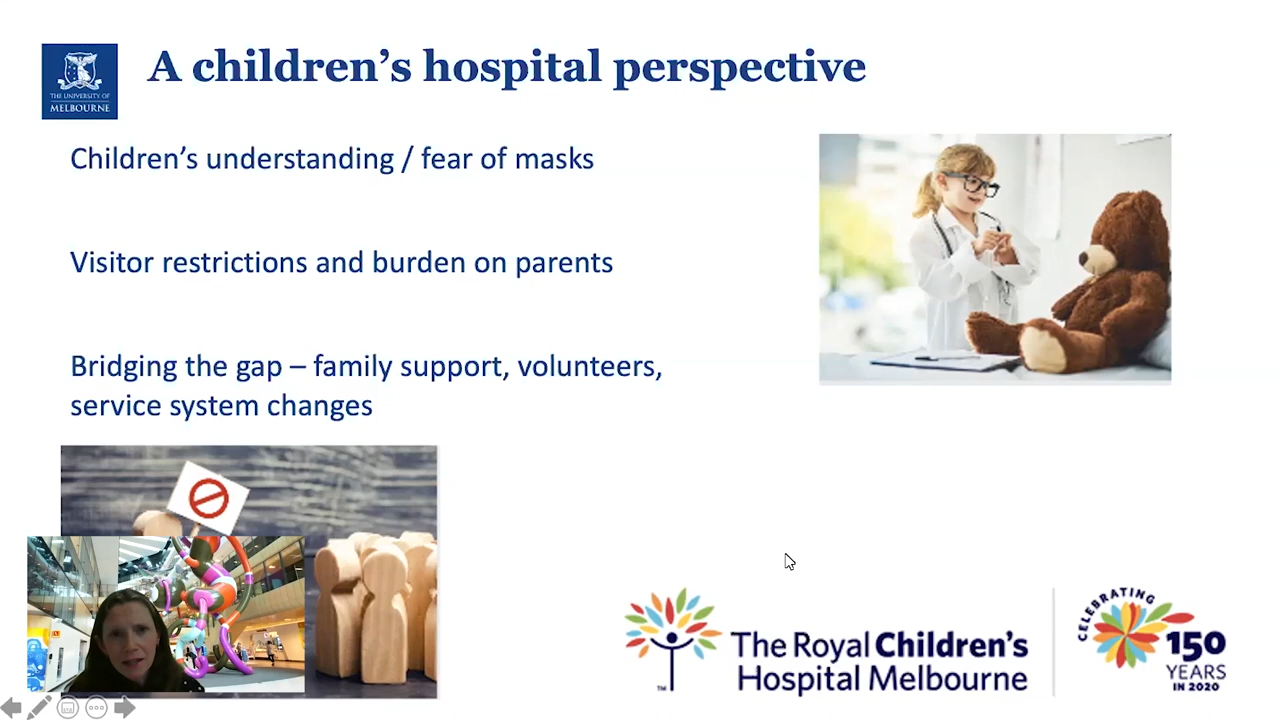 THE UNIVERSITY OF
MELBOURNE
A children's hospital perspective
Children's understanding / fear of masks
Visitor restrictions and burden on parents
Bridging the gap – family support, volunteers,
service system changes
The Royal Children's
Hospital Melbourne
TM
CELEBRATING
150
YEARS
IN 2020